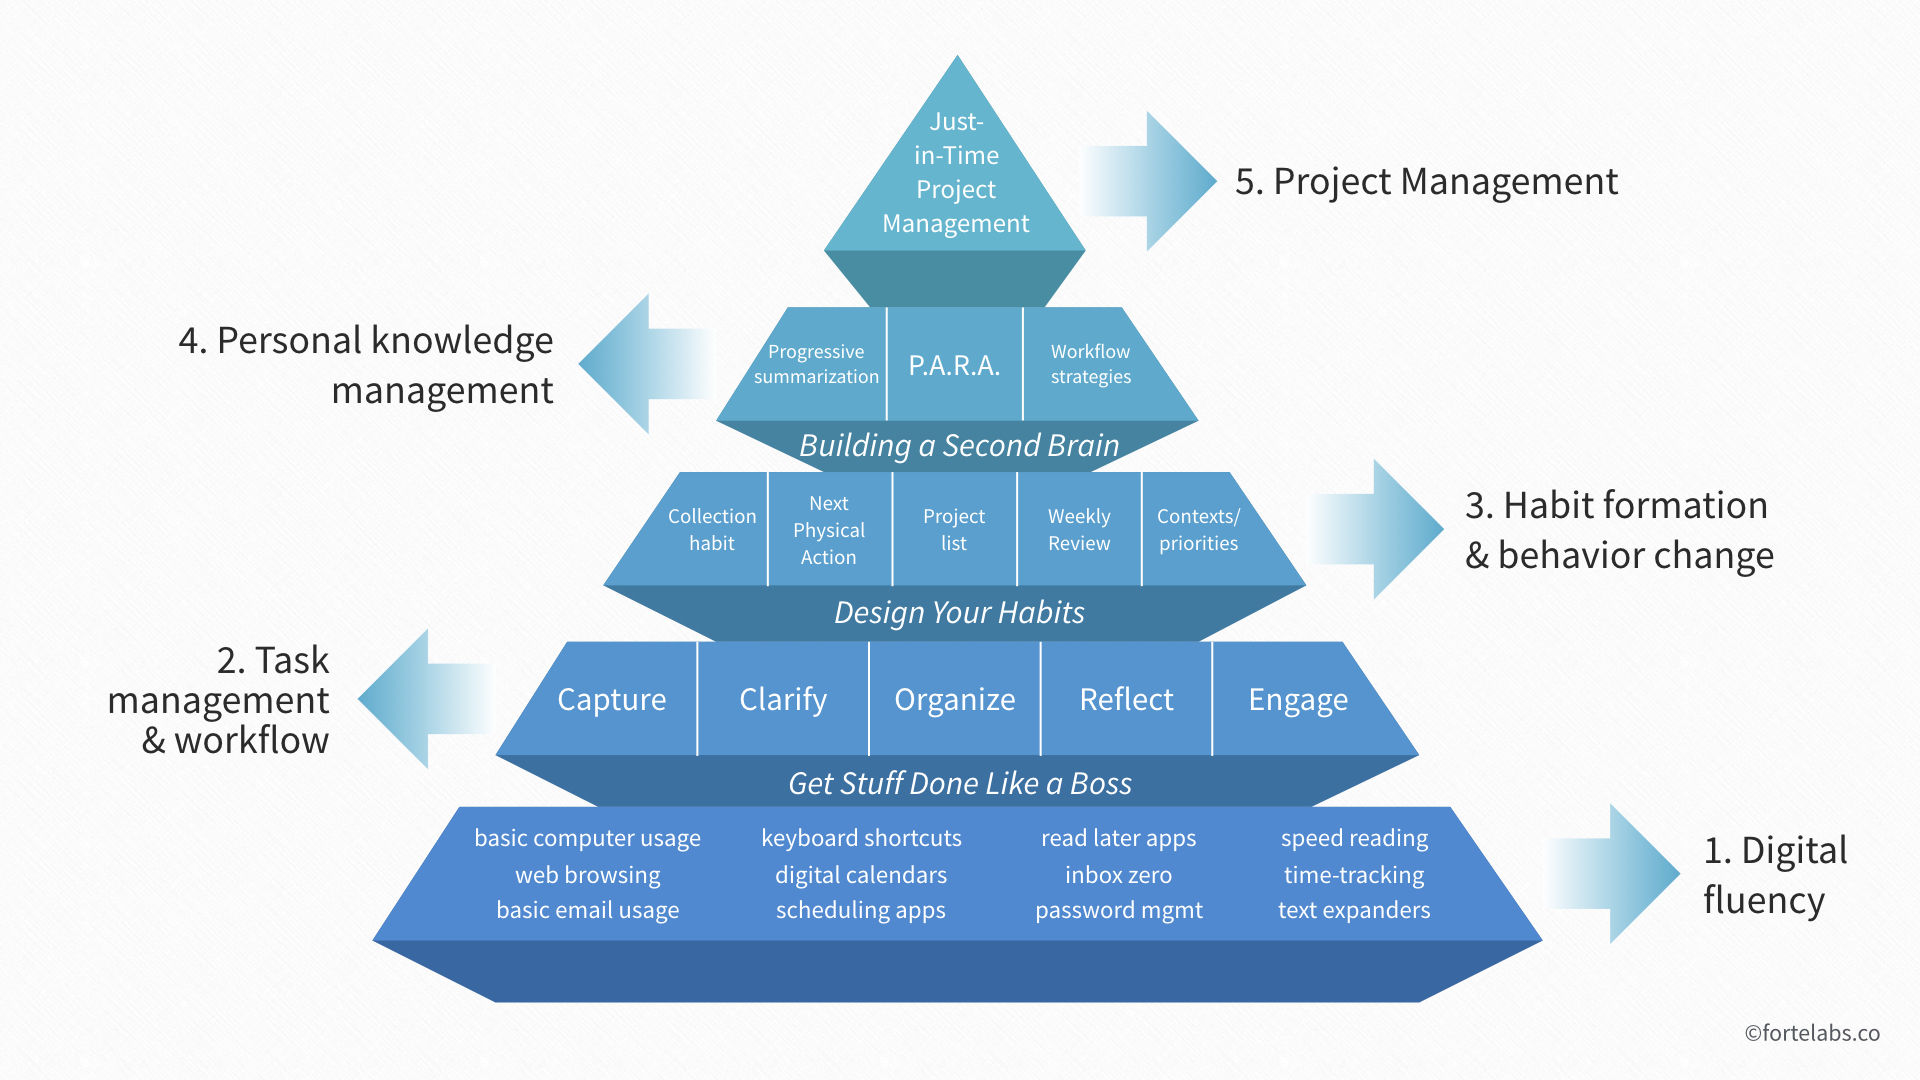 Just-
in-Time
Project
Management
5. Project Management
4. Personal knowledge
management
Progressive
summarization
P.A.R.A.
Workflow
strategies
Building a Second Brain
Collection
habit
Next
Physical
Action
Project
list
Weekly
Review
Contexts/
priorities
3. Habit formation
& behavior change
Design Your Habits
2. Task
management
& workflow
Capture
Clarify
Organize
Reflect
Engage
Get Stuff Done Like a Boss
basic computer usage
web browsing
basic email usage
keyboard shortcuts
digital calendars
scheduling apps
read later apps
inbox zero
password mgmt
speed reading
time-tracking
text expanders
1. Digital
fluency
©fortelabs.co